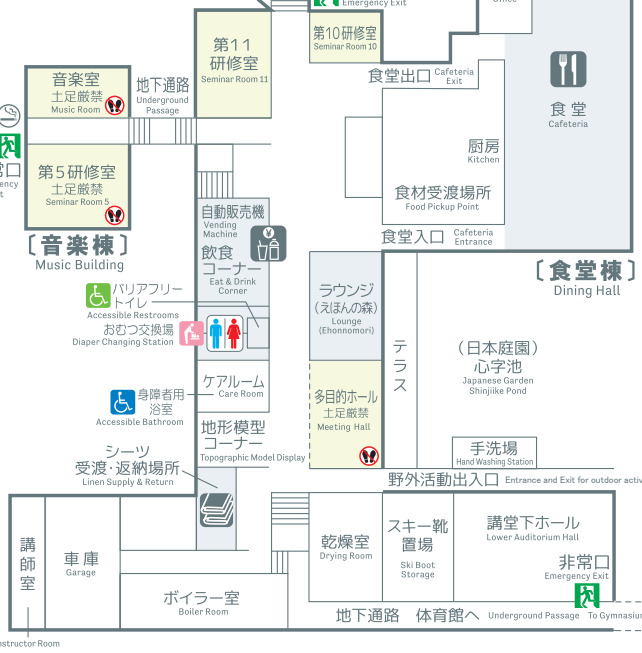 Emergency Exit
第11
研修室
Seminar Room 11
第10研修室
Seminar Room 10
食堂出口 Cafeteria
Exit
食堂
Cafeteria
音楽室
土足厳禁
Music Room
地下通路
Underground
Passage
厨房
Kitchen
食材受渡場所
Food Pickup Point
第5研修室
土足厳禁
Seminar Room 5
自動販売機
Vending
Machine
¥
飲食
コーナー
Eat & Drink
Corner
食堂入口 Cafeteria
Entrance
〔音楽棟〕
Music Building
〔食堂棟〕
Dining Hall
バリアフリー
トイレ
Accessible Restrooms
おむつ交換場
Diaper Changing Station
ラウンジ
(えほんの森)
Lounge
(Ehonnomori)
テラス
(日本庭園)
心字池
Japanese Garden
Shinjiike Pond
ケアルーム
Care Room
身障者用
浴室
Accessible Bathroom
多目的ホール
土足厳禁
Meeting Hall
地形模型
コーナー
Topographic Model Display
手洗場
Hand Washing Station
シーツ
受渡・返納場所
Linen Supply & Return
野外活動出入口 Entrance and Exit for outdoor activ
講師室
車庫
Garage
ボイラー室
Boiler Room
乾燥室
Drying Room
スキー靴
置場
Ski Boot
Storage
講堂下ホール
Lower Auditorium Hall
非常口
Emergency Exit
地下通路 体育館へ Underground Passage To Gymnasium
nstructor Room